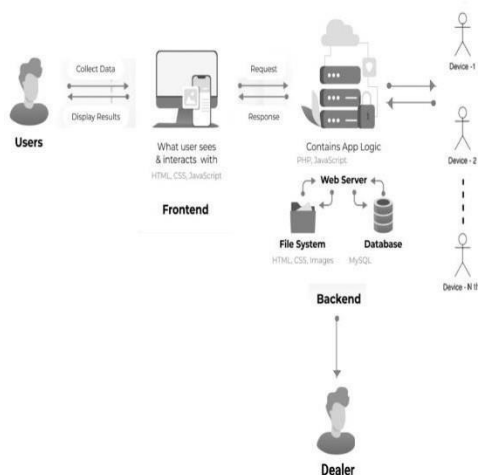 Collect Data
Display Results
Users
What user sees
& interacts with
HTML, CSS, JavaScript
Frontend
Request
Response
Contains App Logic
PHP, JavaScript
Web Server
File System
HTML, CSS, Images
Database
MySQL
Backend
Device -1
Device - 2
Device - N
Dealer